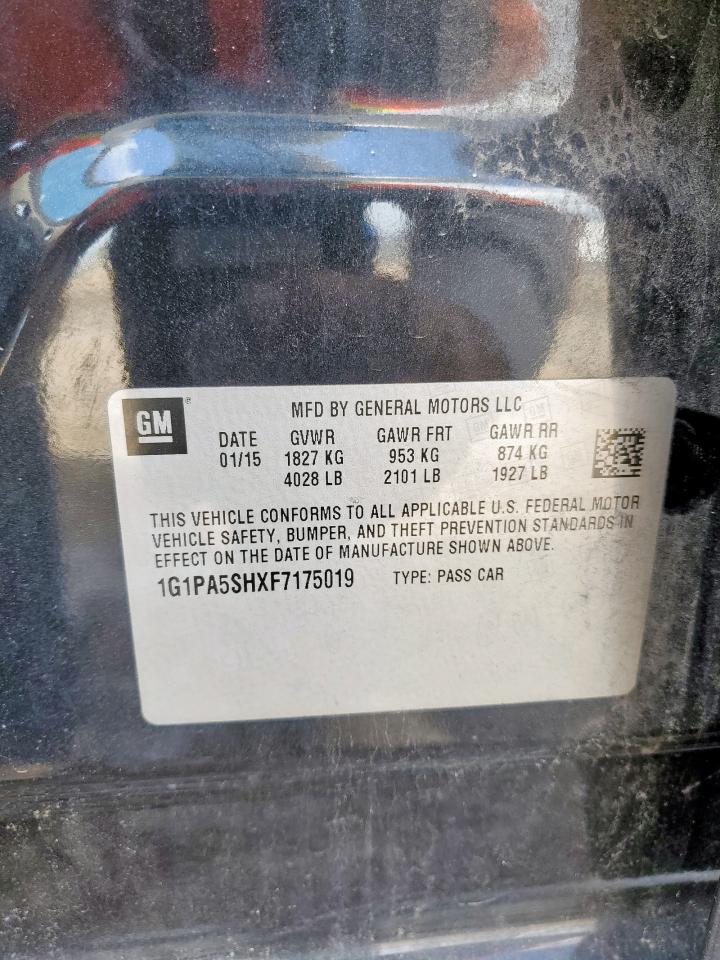 GM®
MFD BY GENERAL MOTORS LLC
DATE GVWR GAWR FRT GAWR RR
01/15 1827 KG 953 KG 874 KG
4028 LB 2101 LB 1927 LB
THIS VEHICLE CONFORMS TO ALL APPLICABLE U.S. FEDERAL MOTOR
VEHICLE SAFETY, BUMPER, AND THEFT PREVENTION STANDARDS IN
EFFECT ON THE DATE OF MANUFACTURE SHOWN ABOVE.
1G1PA5SHXF7175019 TYPE: PASS CAR